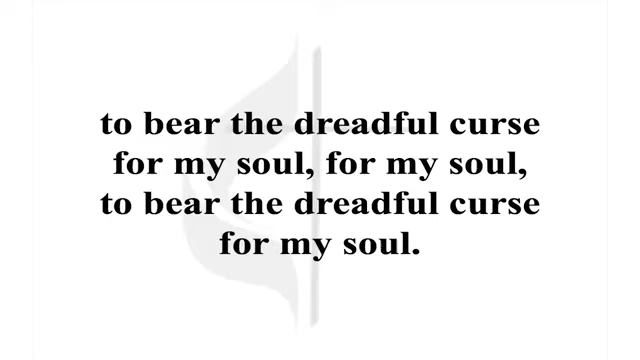 to bear the dreadful curse
for my soul, for my soul,
to bear the dreadful curse
for my soul.